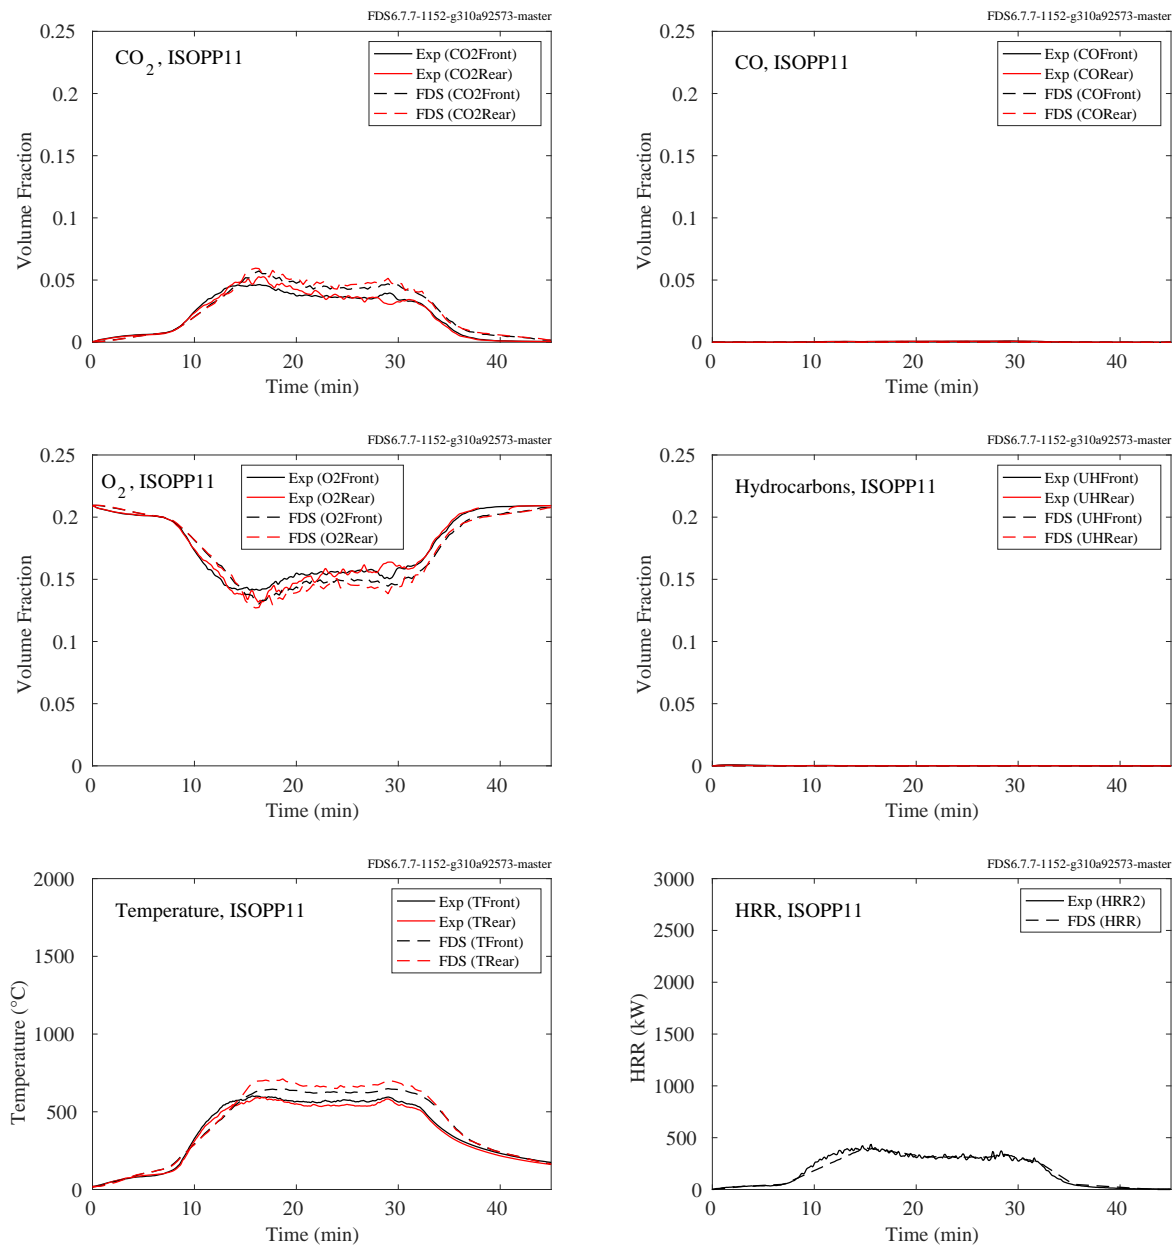 FDS6.7.7-1152-g310a92573-master
CO2, ISOPP11
Exp (CO2Front)
Exp (CO2Rear)
FDS (CO2Front)
FDS (CO2Rear)
Volume Fraction
0.25
0.2
0.15
0.1
0.05
0
0 10 20 30 40
Time (min)
FDS6.7.7-1152-g310a92573-master
CO, ISOPP11
Exp (COFront)
Exp (CORear)
FDS (COFront)
FDS (CORear)
Volume Fraction
0.25
0.2
0.15
0.1
0.05
0
0 10 20 30 40
Time (min)
FDS6.7.7-1152-g310a92573-master
O2, ISOPP11
Exp (O2Front)
Exp (O2Rear)
FDS (O2Front)
FDS (O2Rear)
Volume Fraction
0.25
0.2
0.15
0.1
0.05
0
0 10 20 30 40
Time (min)
FDS6.7.7-1152-g310a92573-master
Hydrocarbons, ISOPP11
Exp (UHFront)
Exp (UHRear)
FDS (UHFront)
FDS (UHRear)
Volume Fraction
0.25
0.2
0.15
0.1
0.05
0
0 10 20 30 40
Time (min)
FDS6.7.7-1152-g310a92573-master
Temperature, ISOPP11
Exp (TFront)
Exp (TRear)
FDS (TFront)
FDS (TRear)
Temperature (°C)
2000
1500
1000
500
0
0 10 20 30 40
Time (min)
FDS6.7.7-1152-g310a92573-master
HRR, ISOPP11
Exp (HRR2)
FDS (HRR)
HRR (kW)
3000
2500
2000
1500
1000
500
0
0 10 20 30 40
Time (min)